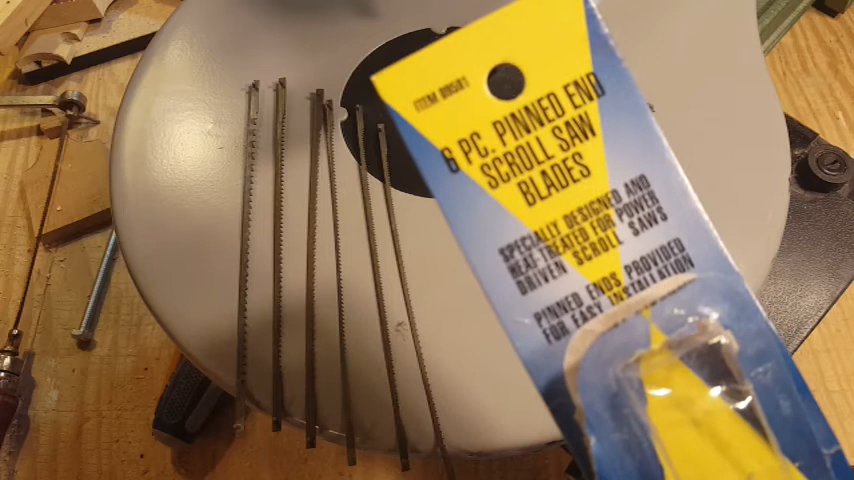 ITEM 00581
6 PC. PINNED END
SCROLL SAW
BLADES
SPECIALLY DESIGNED AND
HEAT-TREATED FOR POWER
DRIVEN SCROLL SAWS
PINNED ENDS PROVIDED
FOR EASY INSTALLATION